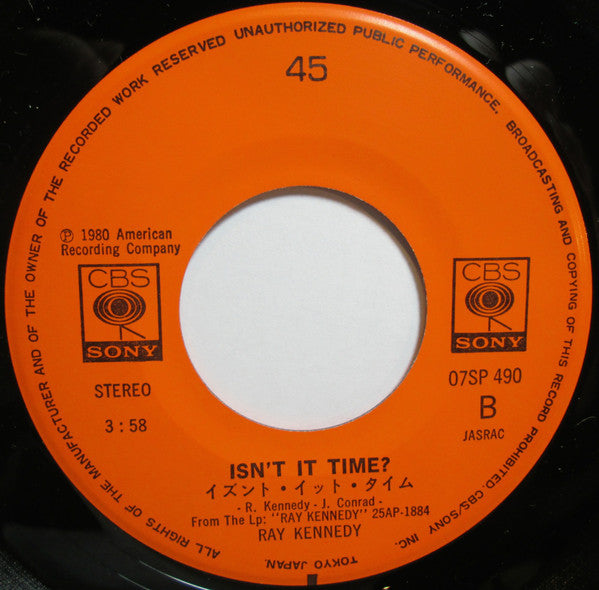 ALL RIGHTS OF THE MANUFACTURER AND OF THE OWNER OF THE RECORDED WORK RESERVED UNAUTHORIZED PUBLIC PERFORMANCE, BROADCASTING AND COPYING OF THIS RECORD PROHIBITED. CBS/SONY INC. TOKYO JAPAN.
45
Ⓟ 1980 American
Recording Company
CBS
SONY
STEREO
3:58
CBS
SONY
07SP 490
B
JASRAC
ISN'T IT TIME?
イズント・イット・タイム
- R. Kennedy - J. Conrad -
From The Lp: "RAY KENNEDY" 25AP-1884
RAY KENNEDY